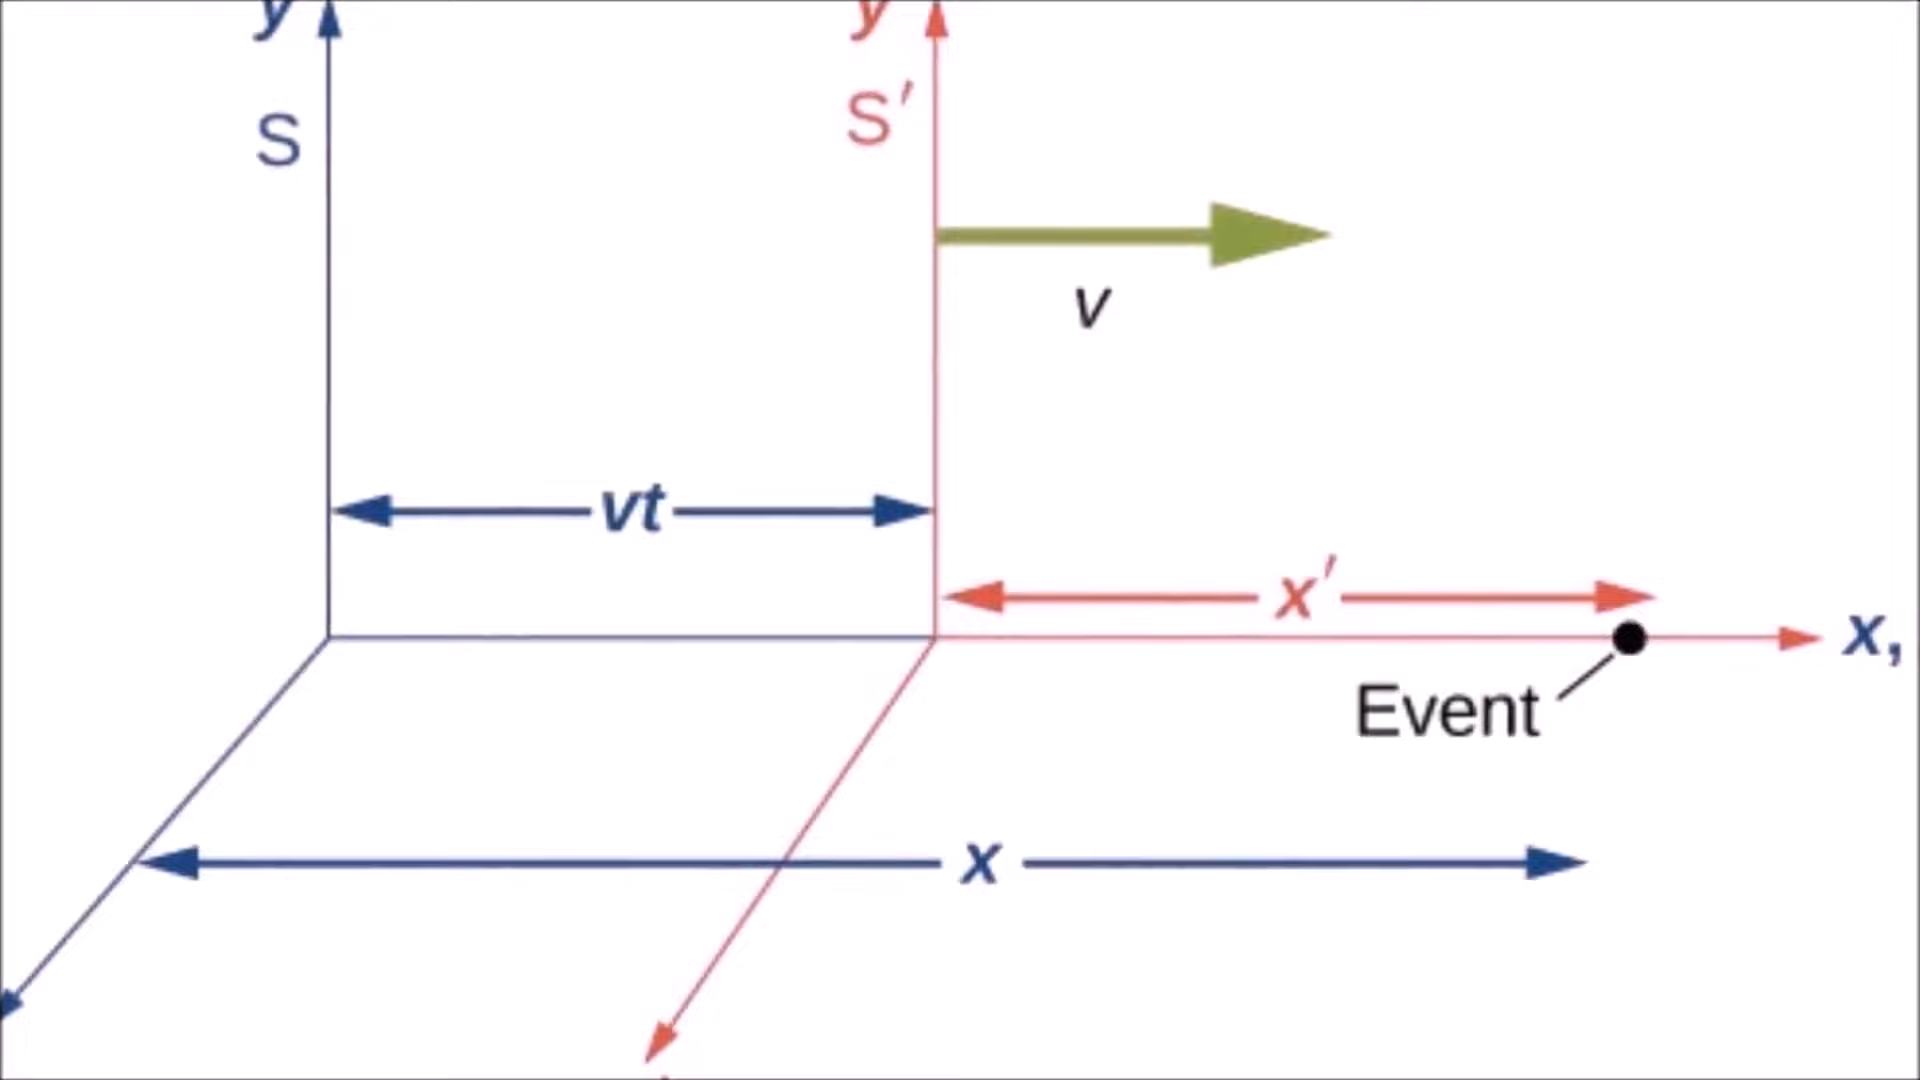 y y
S S′
v
vt
x′
x,
Event
x